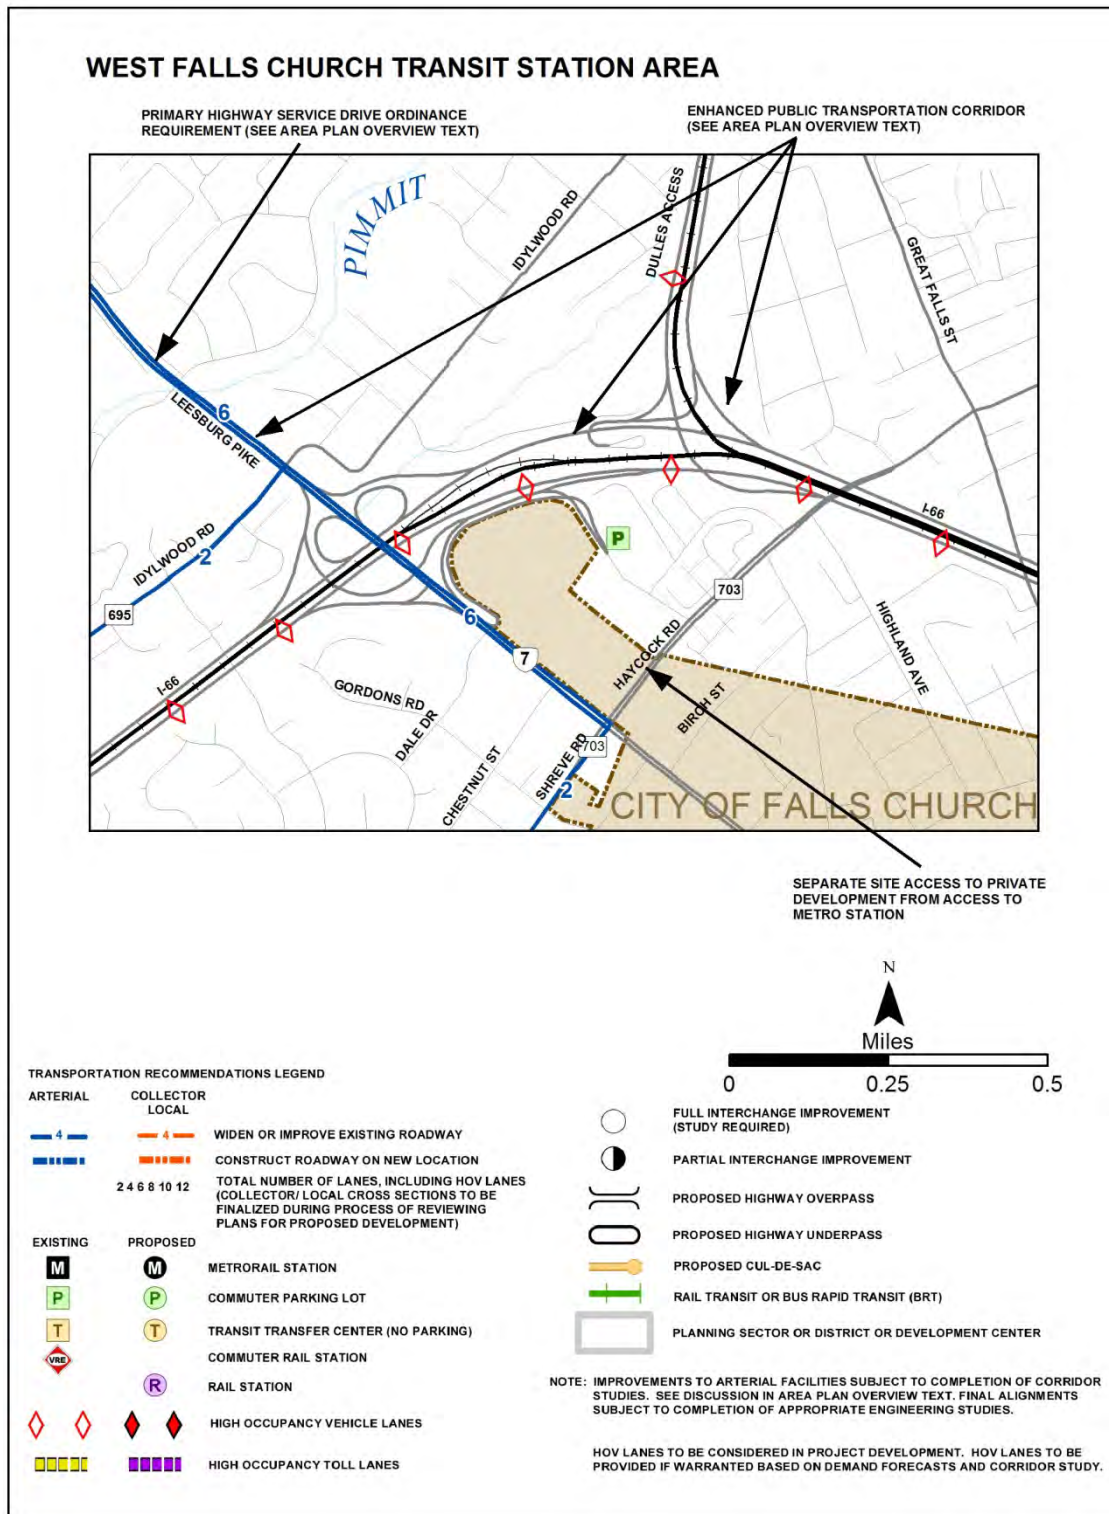 WEST FALLS CHURCH TRANSIT STATION AREA
PRIMARY HIGHWAY SERVICE DRIVE ORDINANCE
REQUIREMENT (SEE AREA PLAN OVERVIEW TEXT)
ENHANCED PUBLIC TRANSPORTATION CORRIDOR
(SEE AREA PLAN OVERVIEW TEXT)
PIMMIT
IDYLWOOD RD
DULLES ACCESS
GREAT FALLS ST
6
LEESBURG PIKE
I-66
IDYLWOOD RD
2
P
695
703
6
HIGHLAND AVE
HAYCOCK RD
7
I-66
GORDONS RD
BIRCH ST
DALE DR
CHESTNUT ST
SHREVE RD
703
2
CITY OF FALLS CHURCH
SEPARATE SITE ACCESS TO PRIVATE
DEVELOPMENT FROM ACCESS TO
METRO STATION
N
Miles
0 0.25 0.5
TRANSPORTATION RECOMMENDATIONS LEGEND
ARTERIAL COLLECTOR
LOCAL
4 4 WIDEN OR IMPROVE EXISTING ROADWAY
CONSTRUCT ROADWAY ON NEW LOCATION
2 4 6 8 10 12 TOTAL NUMBER OF LANES, INCLUDING HOV LANES
(COLLECTOR/ LOCAL CROSS SECTIONS TO BE
FINALIZED DURING PROCESS OF REVIEWING
PLANS FOR PROPOSED DEVELOPMENT)
EXISTING PROPOSED
M M METRORAIL STATION
P P COMMUTER PARKING LOT
T T TRANSIT TRANSFER CENTER (NO PARKING)
VRE COMMUTER RAIL STATION
R RAIL STATION
HIGH OCCUPANCY VEHICLE LANES
HIGH OCCUPANCY TOLL LANES
FULL INTERCHANGE IMPROVEMENT
(STUDY REQUIRED)
PARTIAL INTERCHANGE IMPROVEMENT
PROPOSED HIGHWAY OVERPASS
PROPOSED HIGHWAY UNDERPASS
PROPOSED CUL-DE-SAC
RAIL TRANSIT OR BUS RAPID TRANSIT (BRT)
PLANNING SECTOR OR DISTRICT OR DEVELOPMENT CENTER
NOTE: IMPROVEMENTS TO ARTERIAL FACILITIES SUBJECT TO COMPLETION OF CORRIDOR
STUDIES. SEE DISCUSSION IN AREA PLAN OVERVIEW TEXT. FINAL ALIGNMENTS
SUBJECT TO COMPLETION OF APPROPRIATE ENGINEERING STUDIES.
HOV LANES TO BE CONSIDERED IN PROJECT DEVELOPMENT. HOV LANES TO BE
PROVIDED IF WARRANTED BASED ON DEMAND FORECASTS AND CORRIDOR STUDY.